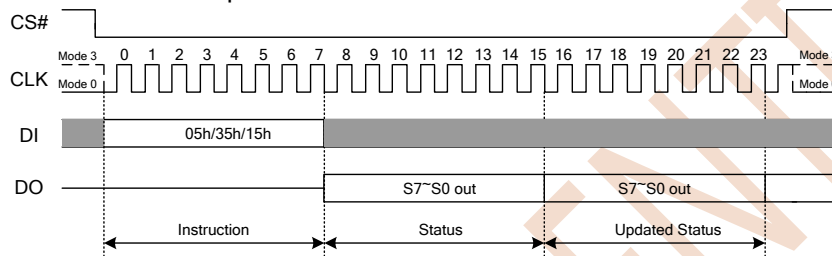 CS#
Mode 3 0 1 2 3 4 5 6 7 8 9 10 11 12 13 14 15 16 17 18 19 20 21 22 23 Mode
CLK
Mode 0 Mode
DI 05h/35h/15h
DO S7~S0 out S7~S0 out
Instruction Status Updated Status